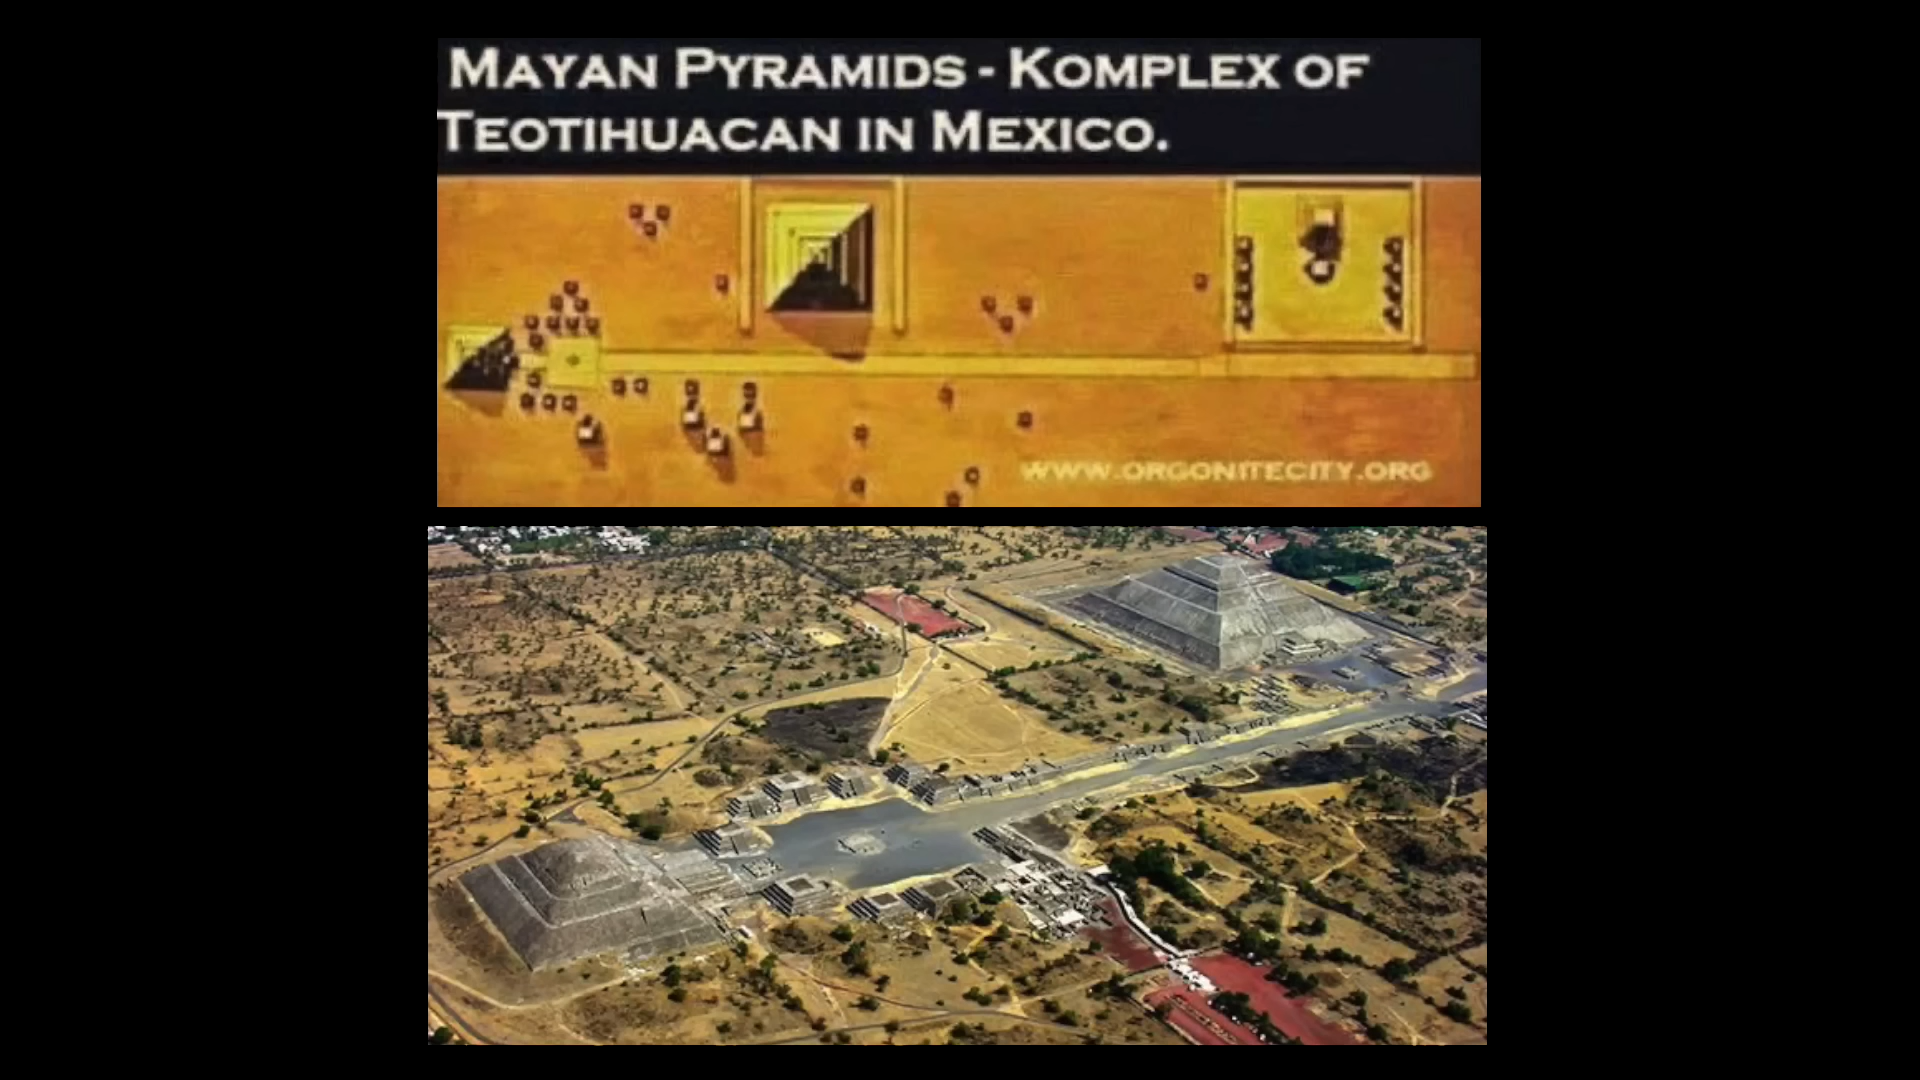 MAYAN PYRAMIDS - KOMPLEX OF
TEOTIHUACAN IN MEXICO.
WWW.ORGONITECITY.ORG